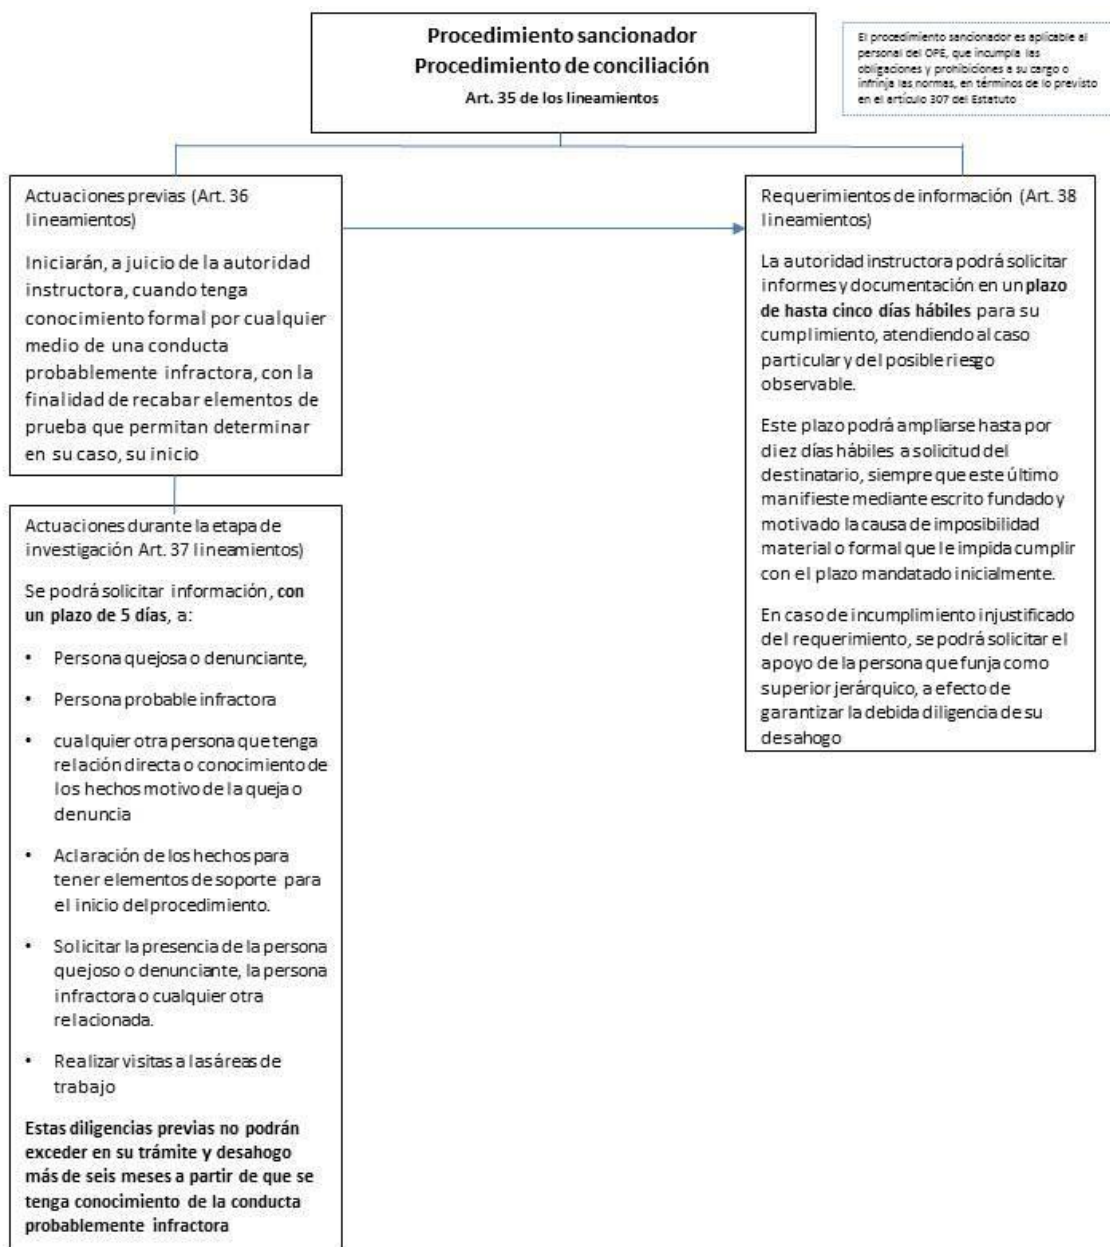 Procedimiento sancionador
Procedimiento de conciliación
Art. 35 de los lineamientos
El procedimiento sancionador es aplicable al
personal del OPE, que incumpla las
obligaciones y prohibiciones a su cargo o
infrinja las normas, en términos de lo previsto
en el artículo 307 del Estatuto
Actuaciones previas (Art. 36
lineamientos)
Iniciarán, a juicio de la autoridad
instructora, cuando tenga
conocimiento formal por cualquier
medio de una conducta
probablemente infractora, con la
finalidad de recabar elementos de
prueba que permitan determinar
en su caso, su inicio
Requerimientos de información (Art. 38
lineamientos)
La autoridad instructora podrá solicitar
informes y documentación en un plazo
de hasta cinco días hábiles para su
cumplimiento, atendiendo al caso
particular y del posible riesgo
observable.
Este plazo podrá ampliarse hasta por
diez días hábiles a solicitud del
destinatario, siempre que este último
manifieste mediante escrito fundado y
motivado la causa de imposibilidad
material o formal que le impida cumplir
con el plazo mandatado inicialmente.
En caso de incumplimiento injustificado
del requerimiento, se podrá solicitar el
apoyo de la persona que funja como
superior jerárquico, a efecto de
garantizar la debida diligencia de su
desahogo
Actuaciones durante la etapa de
investigación Art. 37 lineamientos)
Se podrá solicitar información, con
un plazo de 5 días, a:
• Persona quejosa o denunciante,
• Persona probable infractora
• cualquier otra persona que tenga
relación directa o conocimiento de
los hechos motivo de la queja o
denuncia
• Aclaración de los hechos para
tener elementos de soporte para
el inicio del procedimiento.
• Solicitar la presencia de la persona
quejoso o denunciante, la persona
infractora o cualquier otra
relacionada.
• Realizar visitas a las áreas de
trabajo
Estas diligencias previas no podrán
exceder en su trámite y desahogo
más de seis meses a partir de que se
tenga conocimiento de la conducta
probablemente infractora